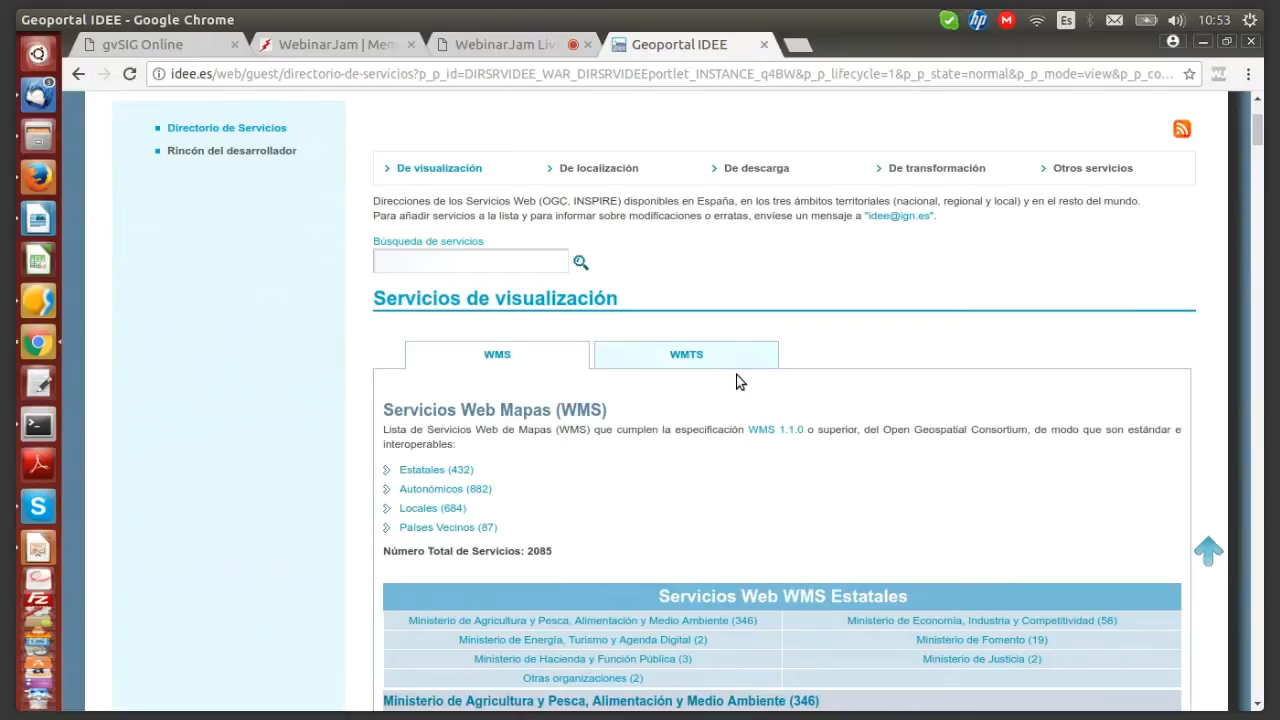 Geoportal IDEE - Google Chrome
Es
10:53
gvSIG Online
WebinarJam | Mem
WebinarJam Liv
Geoportal IDEE
idee.es/web/guest/directorio-de-servicios?p_p_id=DIRSRVIDEE_WAR_DIRSRVIDEEportlet_INSTANCE_q4BW&p_p_lifecycle=1&p_p_state=normal&p_p_mode=view&p_p_co...
Directorio de Servicios
Rincón del desarrollador
De visualización
De localización
De descarga
De transformación
Otros servicios
Direcciones de los Servicios Web (OGC, INSPIRE) disponibles en España, en los tres ámbitos territoriales (nacional, regional y local) y en el resto del mundo.
Para añadir servicios a la lista y para informar sobre modificaciones o erratas, envíese un mensaje a "idee@ign.es".
Búsqueda de servicios
Servicios de visualización
WMS
WMTS
Servicios Web Mapas (WMS)
Lista de Servicios Web de Mapas (WMS) que cumplen la especificación WMS 1.1.0 o superior, del Open Geospatial Consortium, de modo que son estándar e
interoperables:
Estatales (432)
Autonómicos (882)
Locales (684)
Países Vecinos (87)
Número Total de Servicios: 2085
Servicios Web WMS Estatales
Ministerio de Agricultura y Pesca, Alimentación y Medio Ambiente (346)
Ministerio de Economía, Industria y Competitividad (58)
Ministerio de Energía, Turismo y Agenda Digital (2)
Ministerio de Fomento (19)
Ministerio de Hacienda y Función Pública (3)
Ministerio de Justicia (2)
Otras organizaciones (2)
Ministerio de Agricultura y Pesca, Alimentación y Medio Ambiente (346)